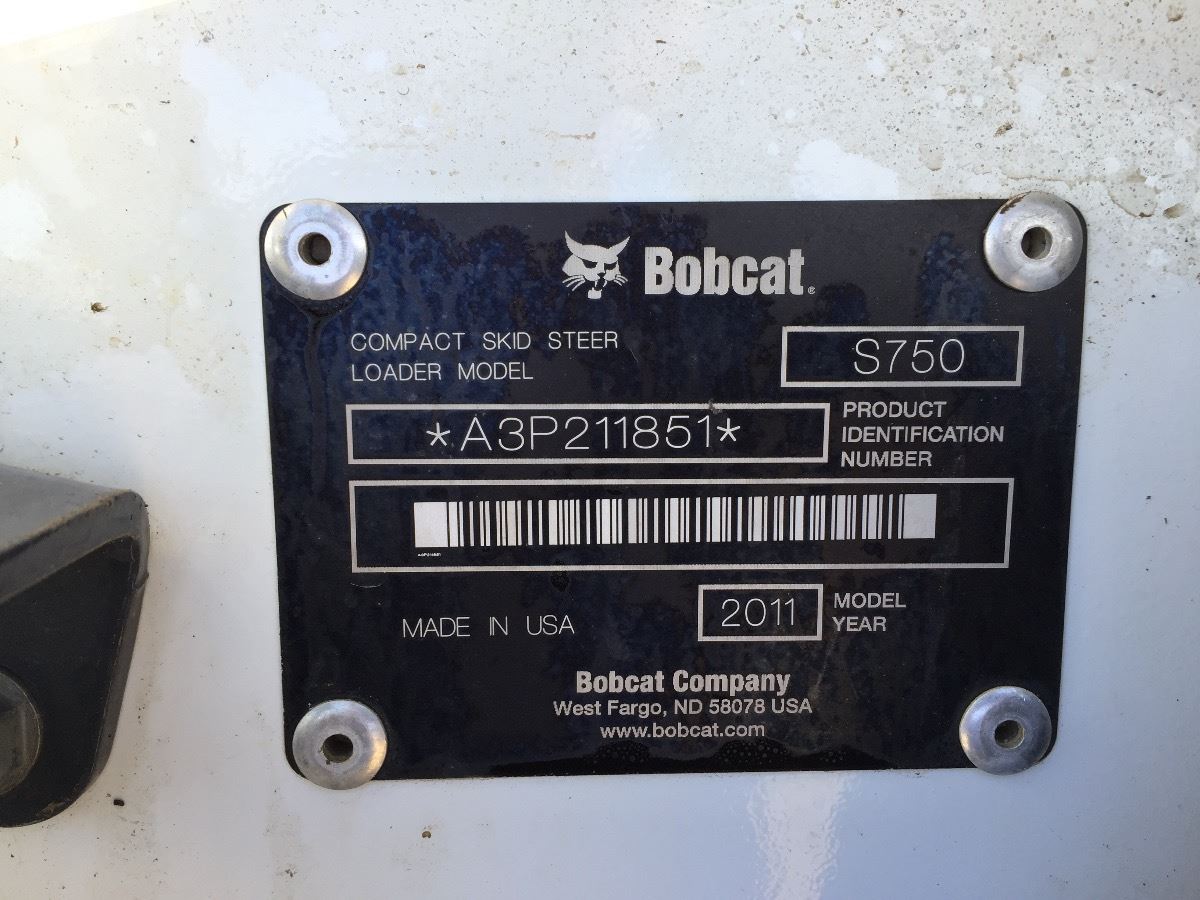 Bobcat®
COMPACT SKID STEER
LOADER MODEL
S750
*A3P211851*
PRODUCT
IDENTIFICATION
NUMBER
A3P211851
MADE IN USA
2011
MODEL
YEAR
Bobcat Company
West Fargo, ND 58078 USA
www.bobcat.com